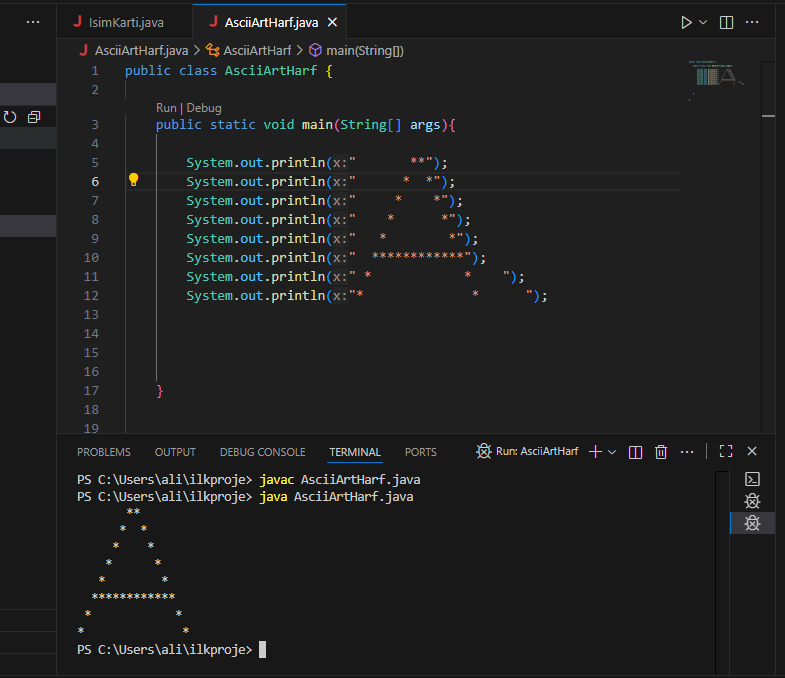 IsimKarti.java AsciiArtHarf.java
AsciiArtHarf.java > AsciiArtHarf > main(String[])
1 public class AsciiArtHarf {
2
Run | Debug
3     public static void main(String[] args){
4
5         System.out.println(x:"       **");
6         System.out.println(x:"      *  *");
7         System.out.println(x:"     *    *");
8         System.out.println(x:"    *      *");
9         System.out.println(x:"   *        *");
10         System.out.println(x:"  ************");
11         System.out.println(x:" *            *    ");
12         System.out.println(x:"*              *      ");
13
14
15
16
17     }
18
19
PROBLEMS OUTPUT DEBUG CONSOLE TERMINAL PORTS Run: AsciiArtHarf
PS C:\Users\ali\ilkproje> javac AsciiArtHarf.java
PS C:\Users\ali\ilkproje> java AsciiArtHarf.java
       **
      *  *
     *    *
    *      *
   *        *
  ************
 *            *
*              *
PS C:\Users\ali\ilkproje>